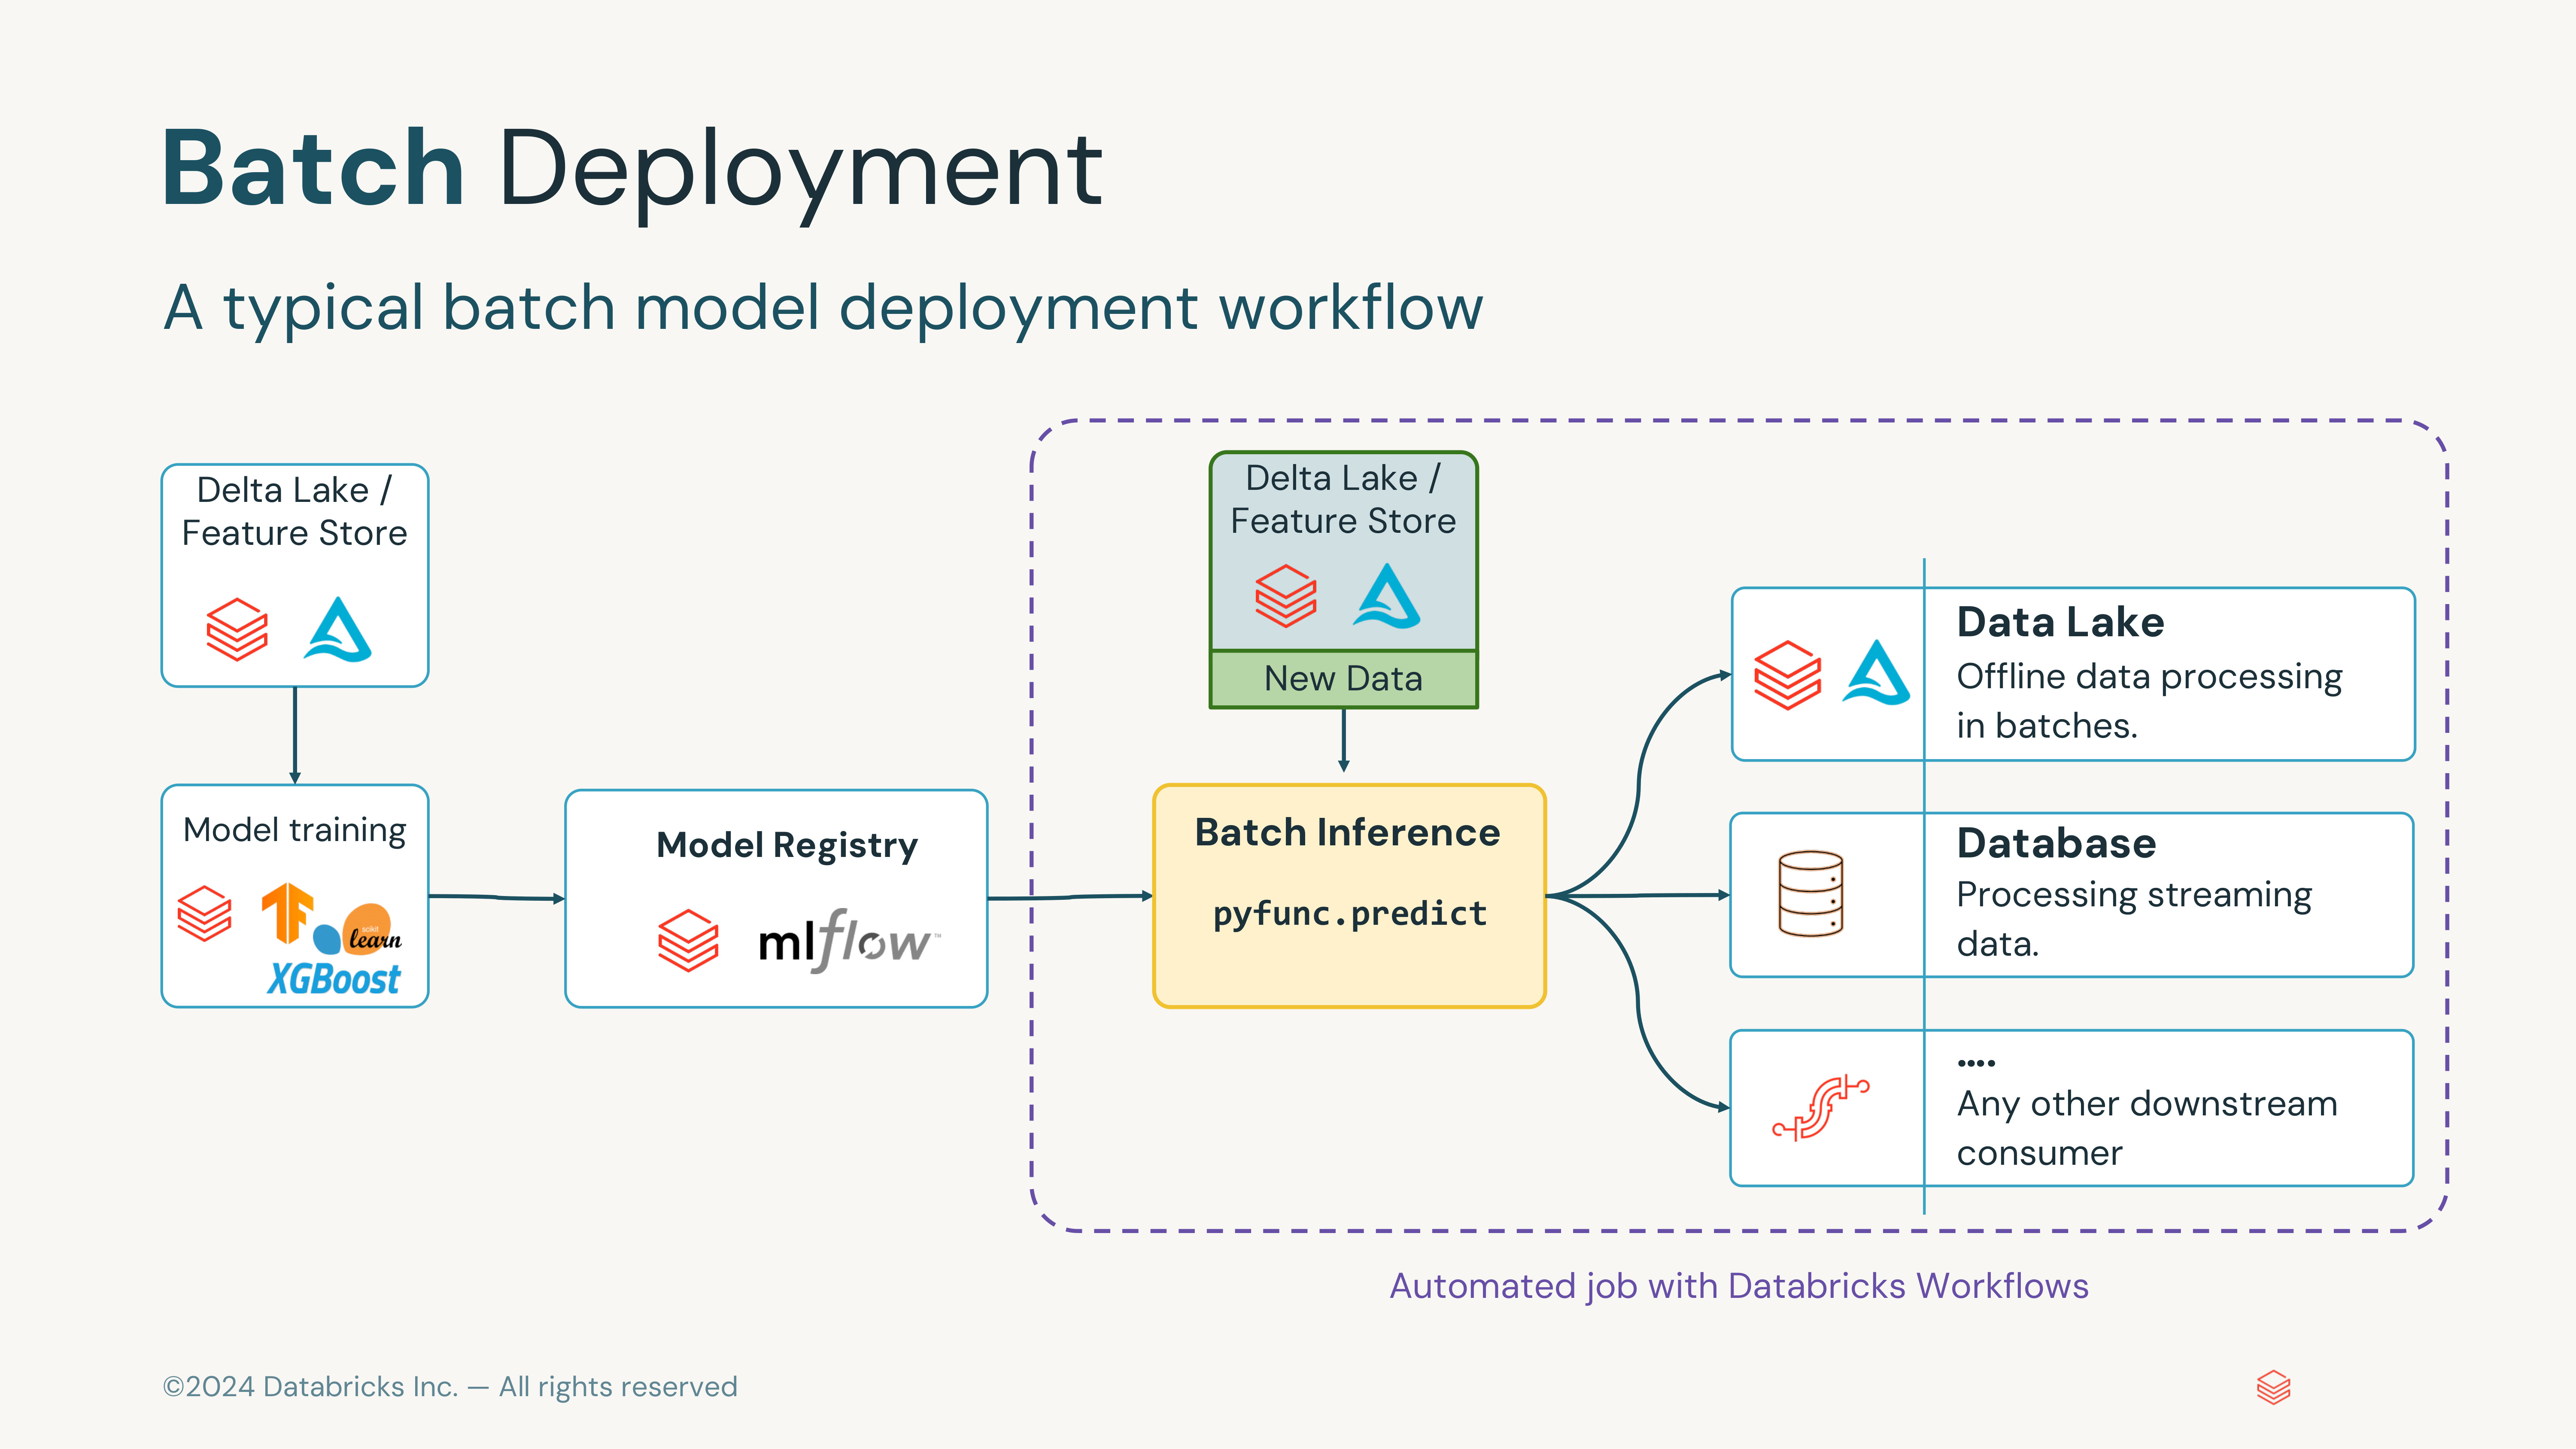 Batch Deployment
A typical batch model deployment workflow
Delta Lake /
Feature Store
Model training
scikit
learn
XGBoost
Model Registry
mlflow™
Delta Lake /
Feature Store
New Data
Batch Inference
pyfunc.predict
Data Lake
Offline data processing
in batches.
Database
Processing streaming
data.
....
Any other downstream
consumer
Automated job with Databricks Workflows
©2024 Databricks Inc. — All rights reserved